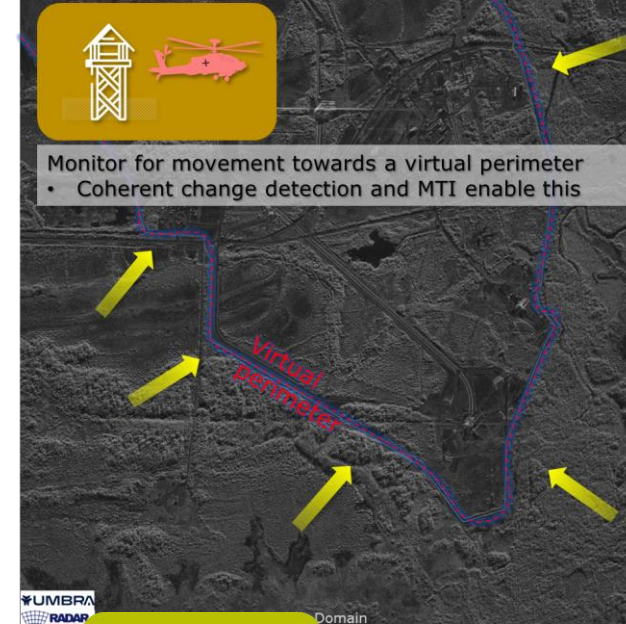 Monitor for movement towards a virtual perimeter
• Coherent change detection and MTI enable this
Virtual
perimeter
UMBRA
RADAR
Domain